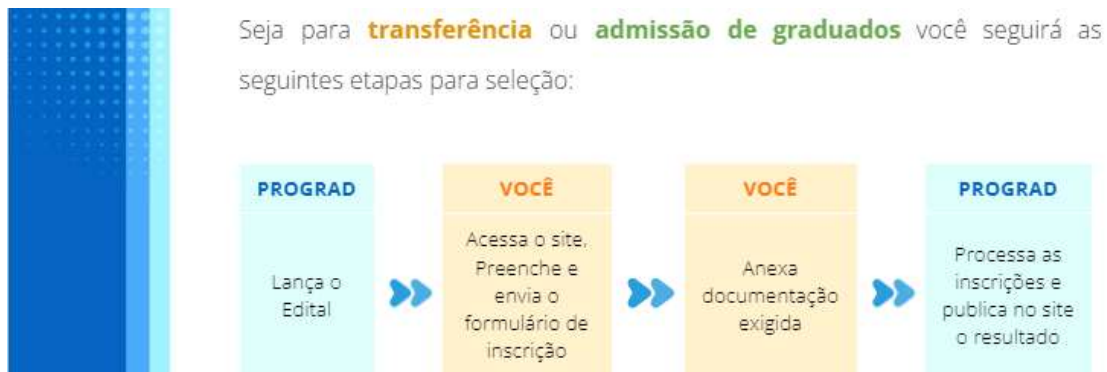 Seja para transferência ou admissão de graduados você seguirá as
seguintes etapas para seleção:
PROGRAD
Lança o
Edital
VOCÊ
Acessa o site,
Preenche e
envia o
formulário de
inscrição
VOCÊ
Anexa
documentação
exigida
PROGRAD
Processa as
inscrições e
publica no site
o resultado